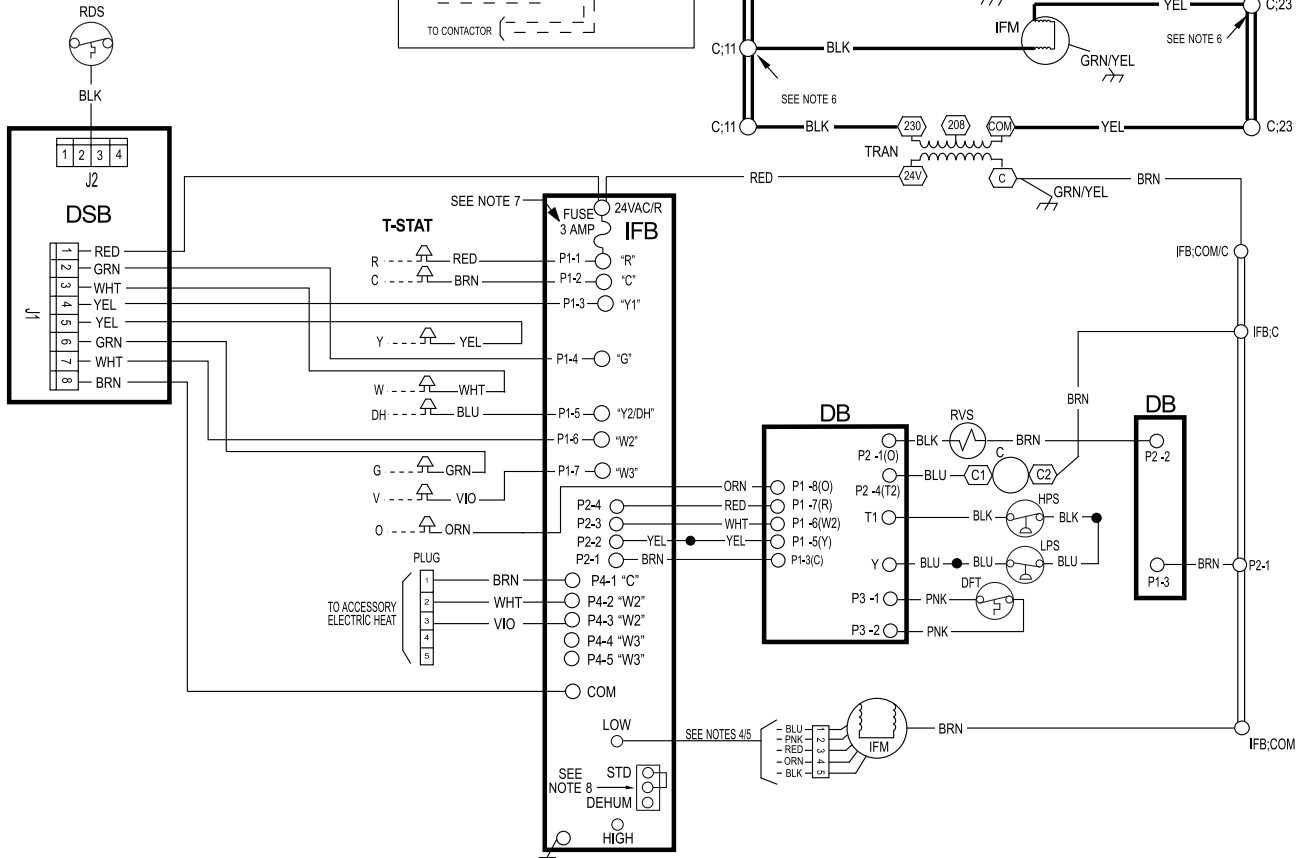 RDS
BLK
1 2 3 4
J2
DSB
J1
1 RED
2 GRN
3 WHT
4 YEL
5 YEL
6 GRN
7 WHT
8 BRN
TO CONTACTOR
YEL
C;23
IFM
SEE NOTE 6
C;11
BLK
GRN/YEL
SEE NOTE 6
C;11
BLK
230
208
COM
YEL
C;23
TRAN
24V
C
RED
GRN/YEL
BRN
SEE NOTE 7
FUSE
3 AMP
24VAC/R
IFB
T-STAT
R RED P1-1 "R"
C BRN P1-2 "C"
P1-3 "Y1"
Y YEL
P1-4 "G"
W WHT
DH BLU P1-5 "Y2/DH"
P1-6 "W2"
G GRN
P1-7 "W3"
V VIO
O ORN
P2-4
P2-3
P2-2 YEL YEL
P2-1 BRN
ORN
RED
WHT
PLUG
1 BRN P4-1 "C"
2 WHT P4-2 "W2"
3 VIO P4-3 "W2"
4 P4-4 "W3"
5 P4-5 "W3"
TO ACCESSORY
ELECTRIC HEAT
COM
LOW
SEE NOTES 4/5
SEE
NOTE 8
STD
DEHUM
HIGH
DB
P1 -8(O)
P1 -7(R)
P1 -6(W2)
P1 -5(Y)
P1-3(C)
P2 -1(O)
P2 -4(T2)
T1
Y
P3 -1
P3 -2
BLK RVS BRN
BLU C1 C C2
BRN
BLK HPS BLK
BLU BLU LPS BLU
PNK DFT
PNK
DB
P2 -2
P1-3
BRN
P2-1
IFB;COM/C
IFB;C
BLU 1
PNK 2
RED 3
ORN 4
BLK 5
IFM
BRN
IFB;COM